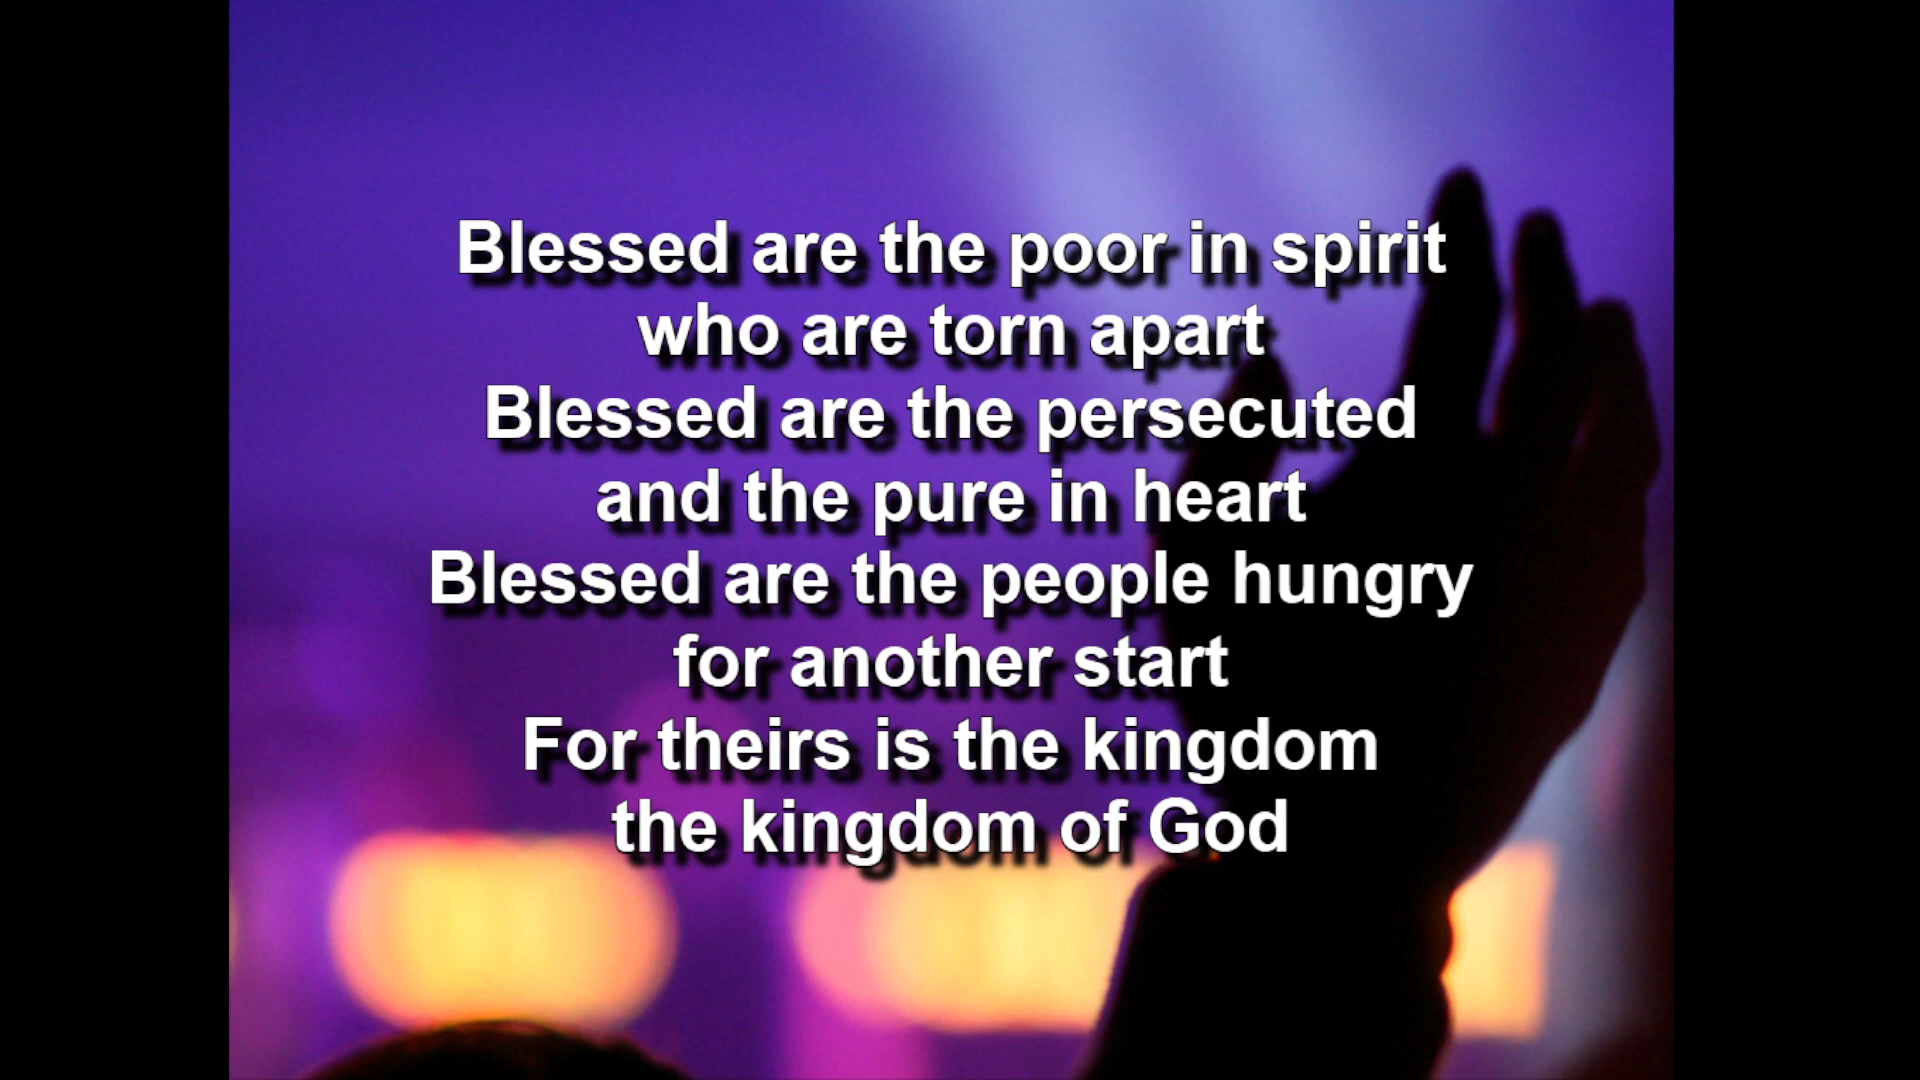 Blessed are the poor in spirit
who are torn apart
Blessed are the persecuted
and the pure in heart
Blessed are the people hungry
for another start
For theirs is the kingdom
the kingdom of God